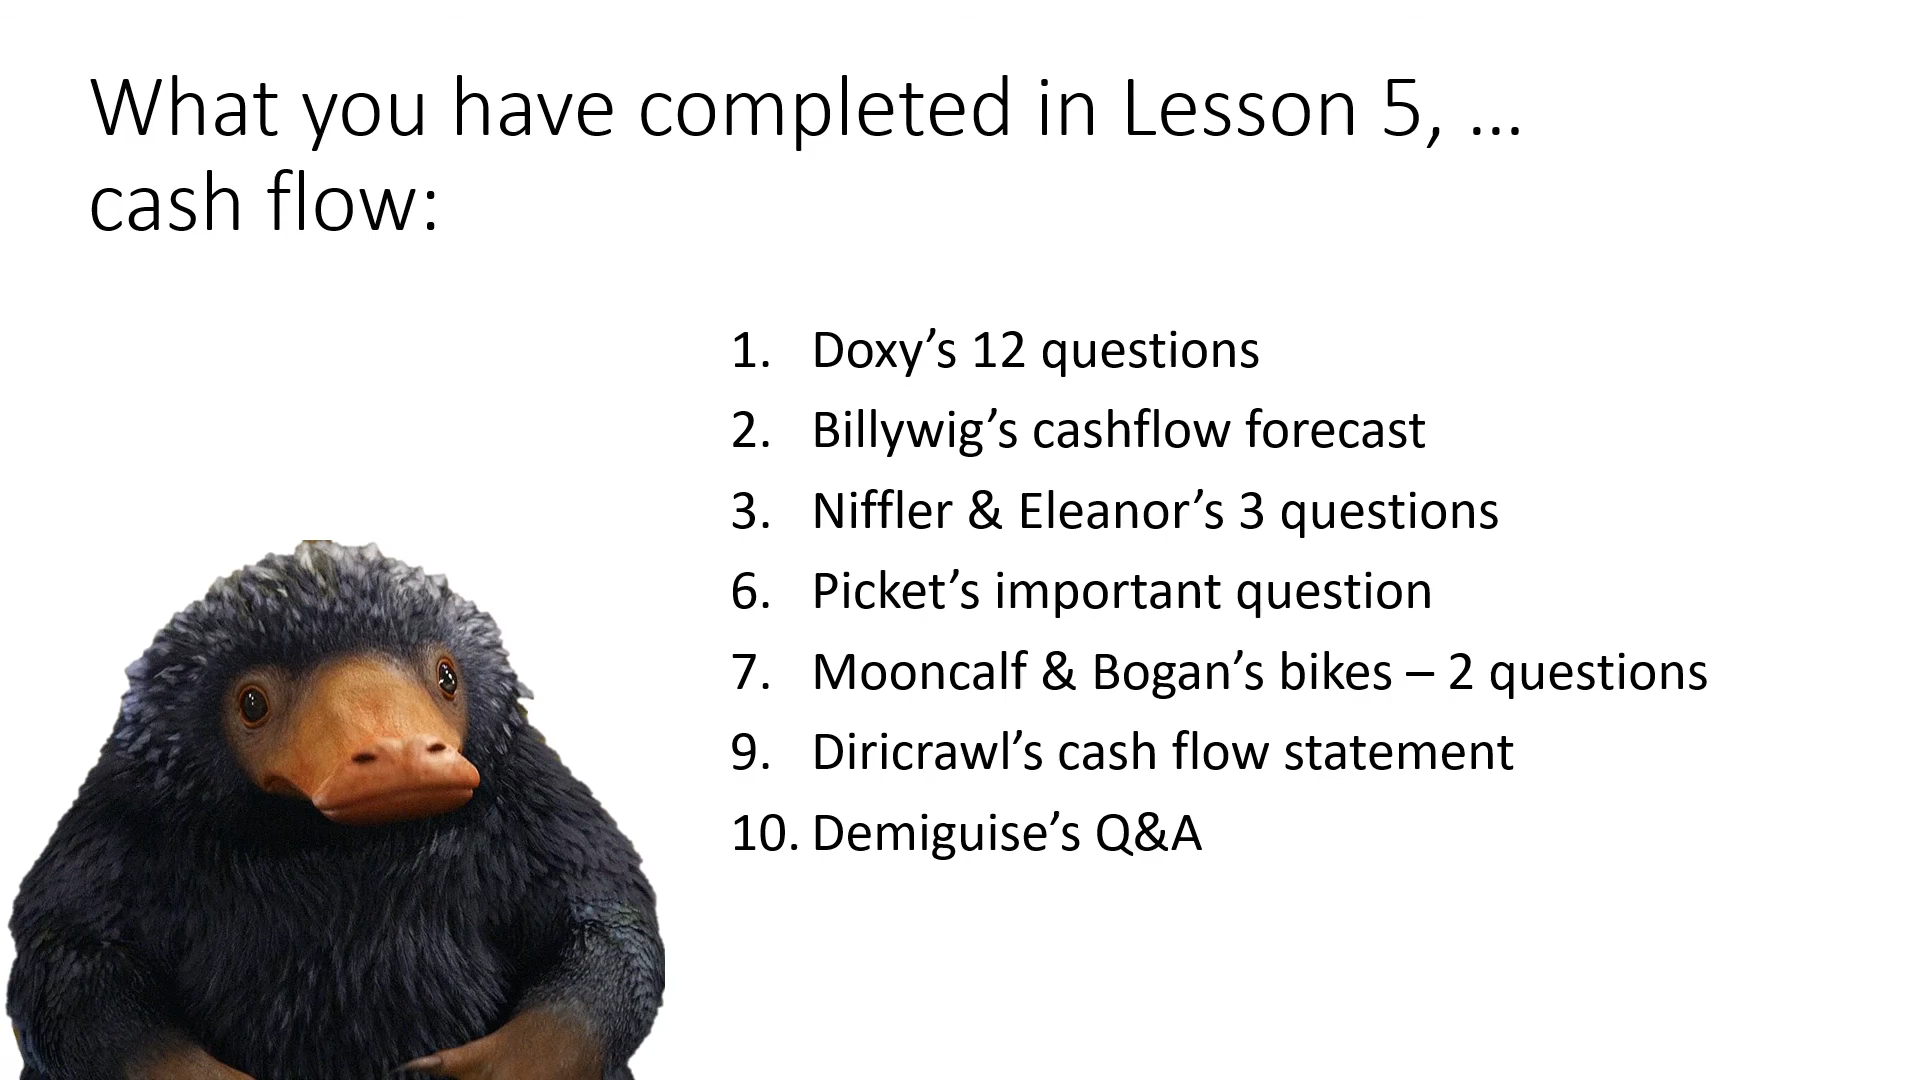 What you have completed in Lesson 5, …
cash flow:
1. Doxy’s 12 questions
2. Billywig’s cashflow forecast
3. Niffler & Eleanor’s 3 questions
6. Picket’s important question
7. Mooncalf & Bogan’s bikes – 2 questions
9. Diricrawl’s cash flow statement
10. Demiguise’s Q&A